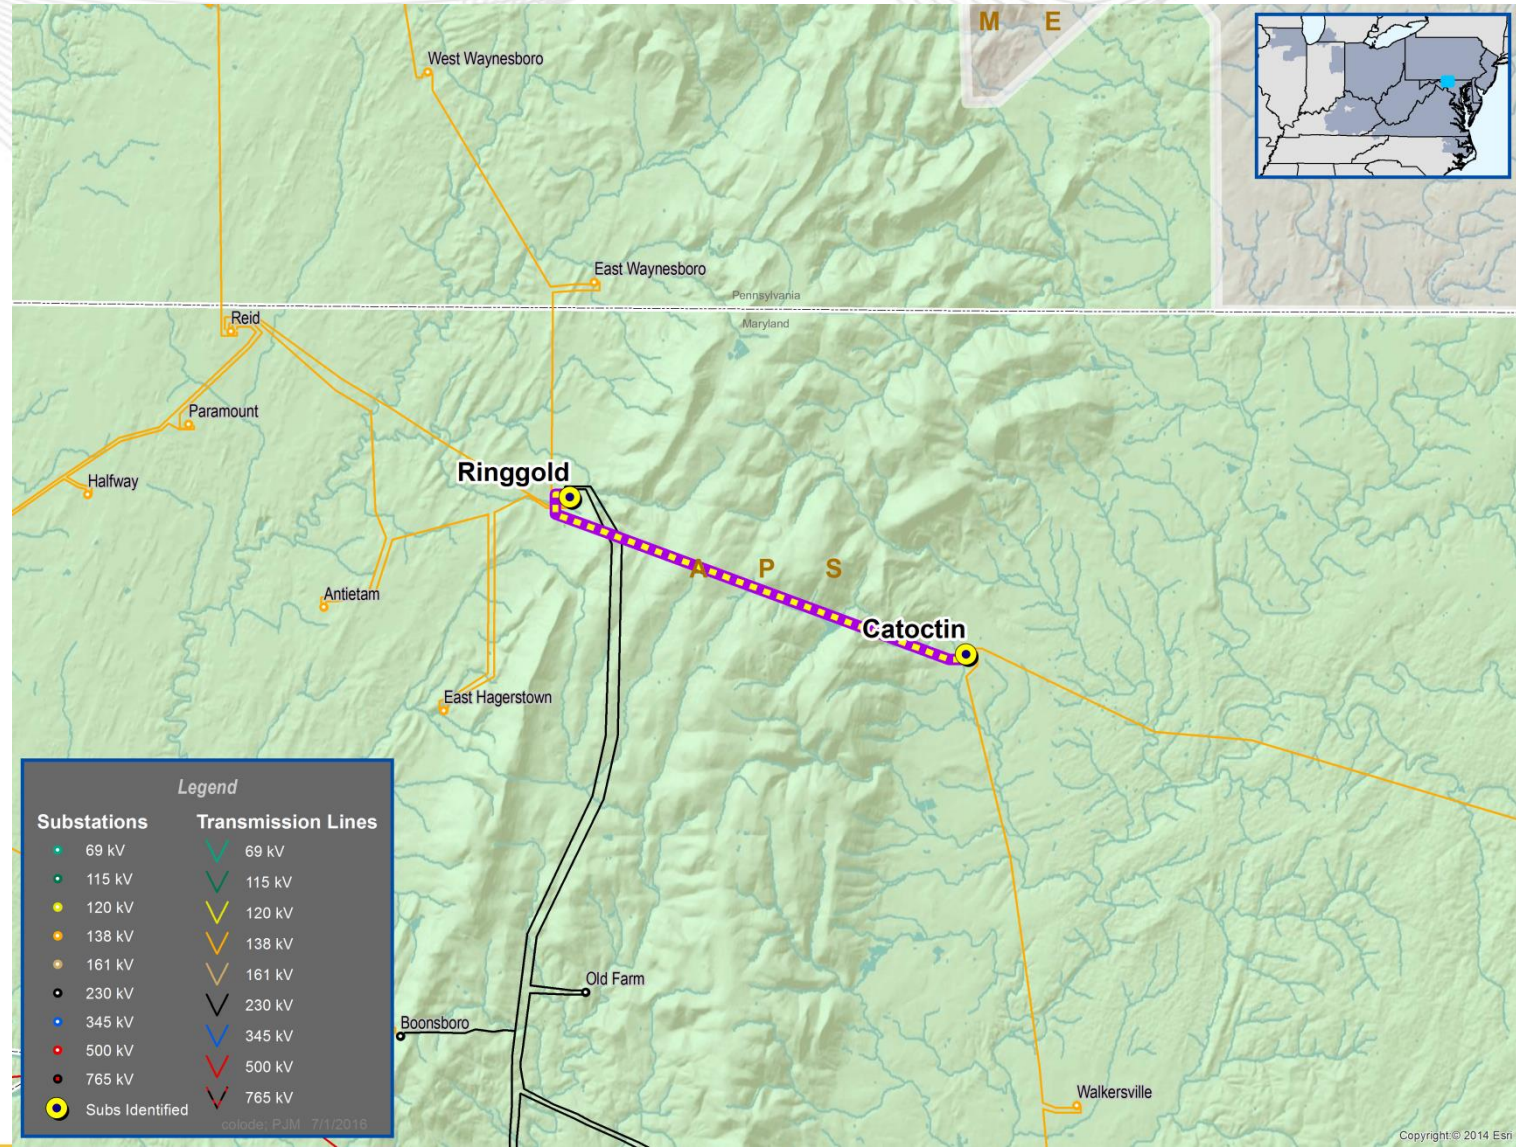 M E
West Waynesboro
East Waynesboro
Pennsylvania
Maryland
Reid
Paramount
Halfway
Ringgold
A P S
Antietam
Catoctin
East Hagerstown
Old Farm
Boonsboro
Walkersville
Legend
Substations Transmission Lines
69 kV 69 kV
115 kV 115 kV
120 kV 120 kV
138 kV 138 kV
161 kV 161 kV
230 kV 230 kV
345 kV 345 kV
500 kV 500 kV
765 kV 765 kV
Subs Identified
colode; PJM 7/1/2016
Copyright:© 2014 Esri